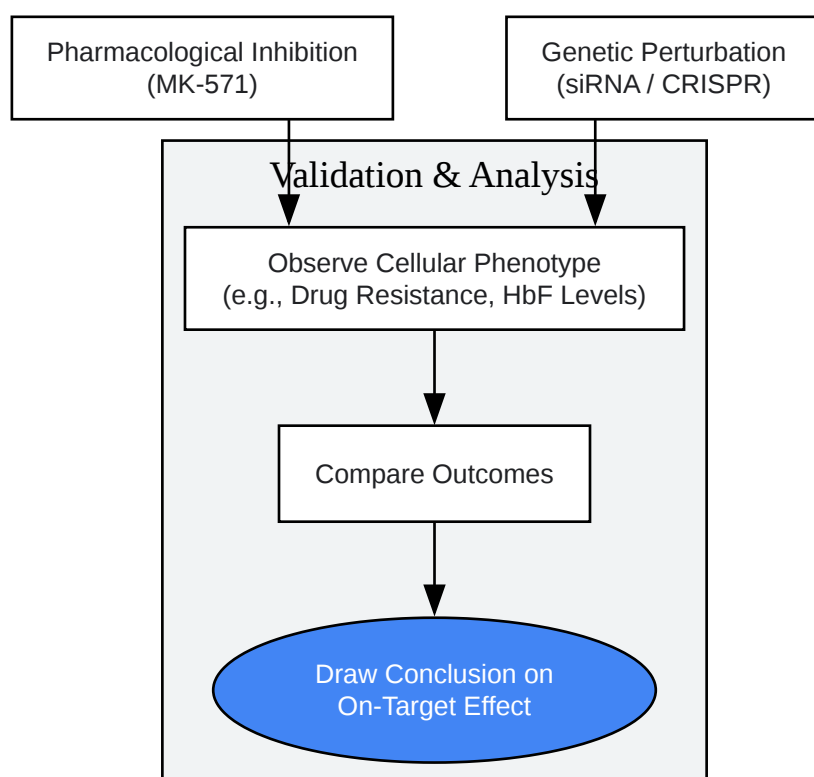 Pharmacological Inhibition
(MK-571)
Genetic Perturbation
(siRNA / CRISPR)
Validation & Analysis
Observe Cellular Phenotype
(e.g., Drug Resistance, HbF Levels)
Compare Outcomes
Draw Conclusion on
On-Target Effect